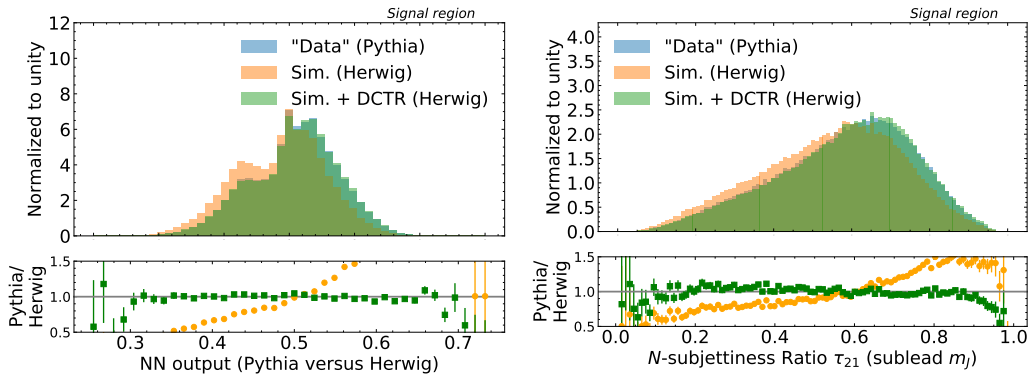 Signal region
12
10
8
6
4
2
0
Normalized to unity
"Data" (Pythia)
Sim. (Herwig)
Sim. + DCTR (Herwig)
1.5
1.0
0.5
Pythia/
Herwig
0.3 0.4 0.5 0.6 0.7
NN output (Pythia versus Herwig)
Signal region
4.0
3.5
3.0
2.5
2.0
1.5
1.0
0.5
0.0
Normalized to unity
"Data" (Pythia)
Sim. (Herwig)
Sim. + DCTR (Herwig)
1.5
1.0
0.5
Pythia/
Herwig
0.0 0.2 0.4 0.6 0.8 1.0
N-subjettiness Ratio τ₂₁ (sublead m_J)